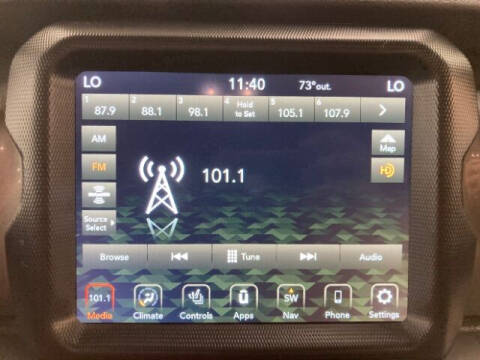 LO 11:40 73°out. LO
1 2 3 4 5 6
87.9 88.1 98.1 Hold to Set 105.1 107.9
AM
Map
FM
101.1
HD
Source
Select
Browse Tune Audio
101.1 SW
Media Climate Controls Apps Nav Phone Settings